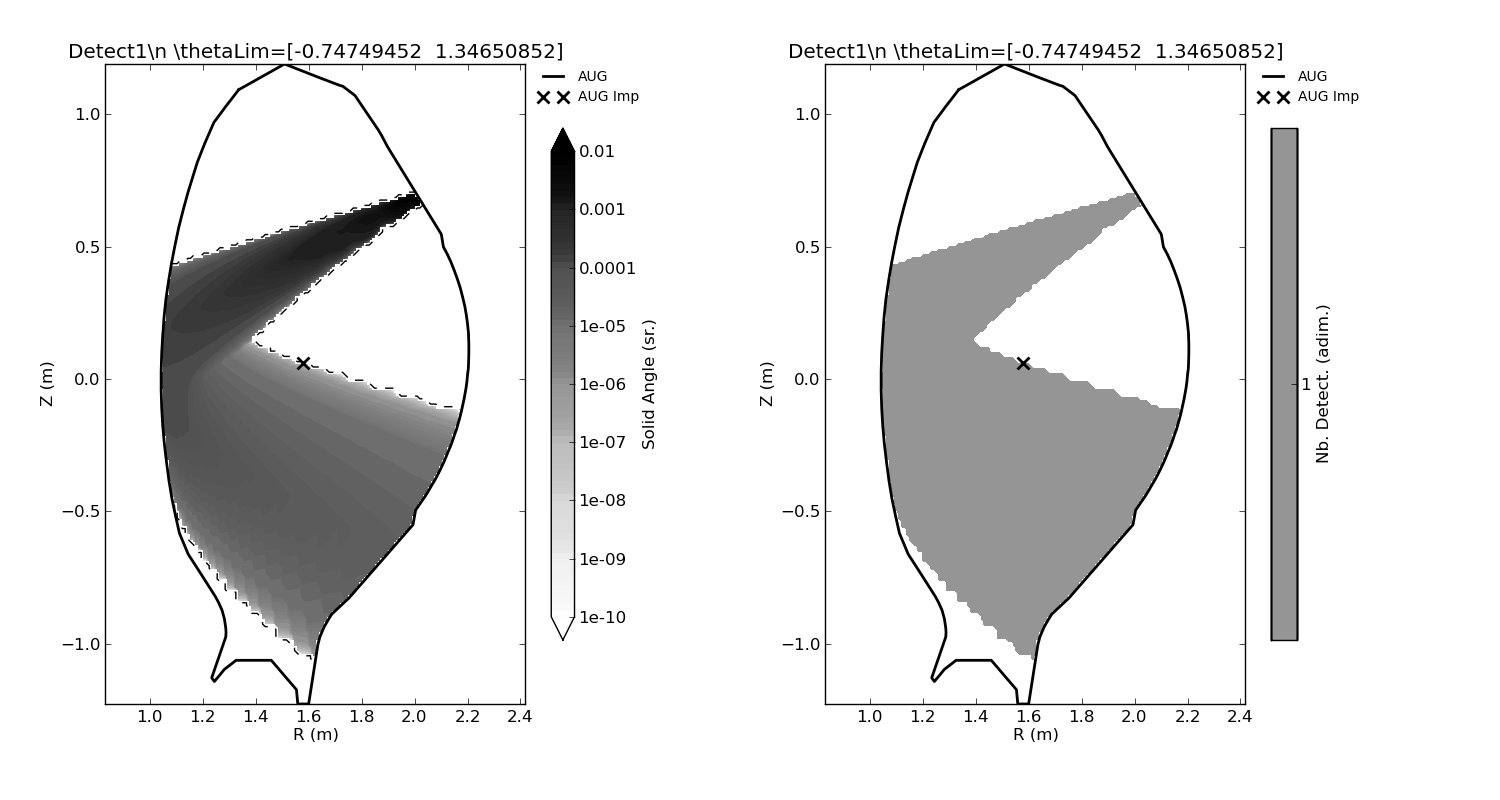 Detect1\n \thetaLim=[-0.74749452 1.34650852]
AUG
AUG Imp
1.0
0.5
0.0
−0.5
−1.0
Z (m)
1.0 1.2 1.4 1.6 1.8 2.0 2.2 2.4
R (m)
0.01
0.001
0.0001
1e-05
1e-06
1e-07
1e-08
1e-09
1e-10
Solid Angle (sr.)
Detect1\n \thetaLim=[-0.74749452 1.34650852]
AUG
AUG Imp
1.0
0.5
0.0
−0.5
−1.0
Z (m)
1.0 1.2 1.4 1.6 1.8 2.0 2.2 2.4
R (m)
1
Nb. Detect. (adim.)